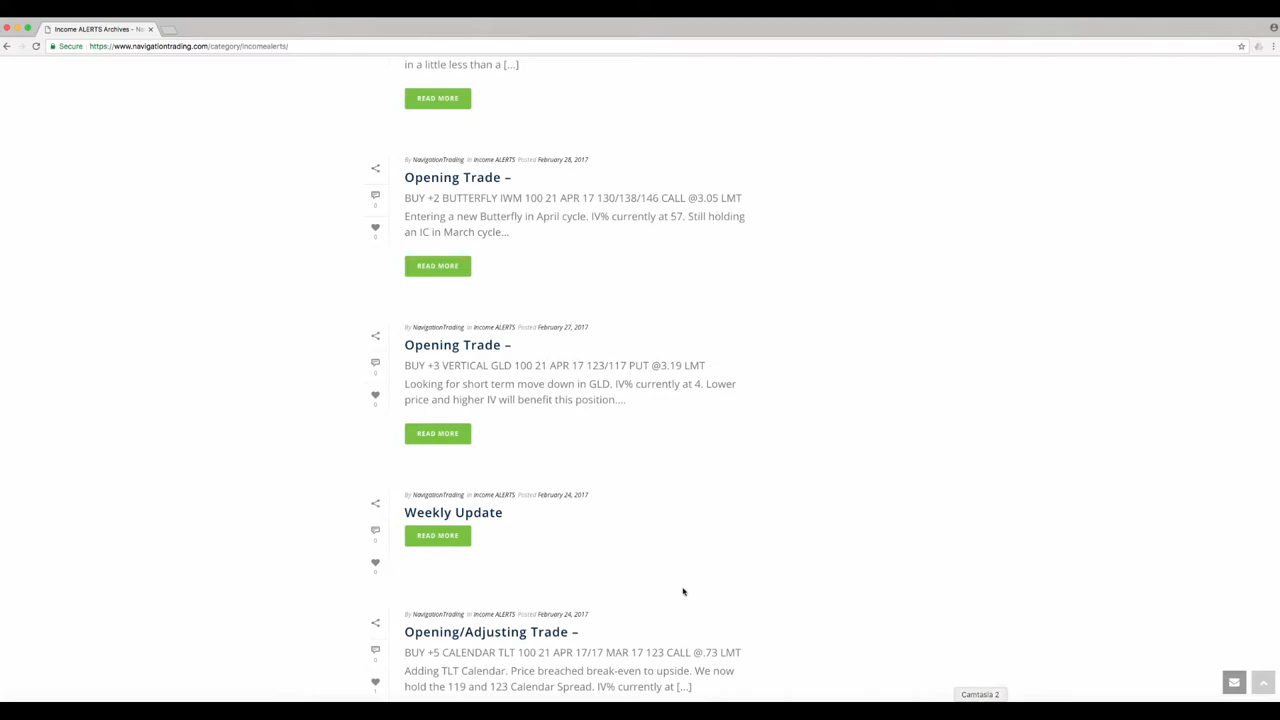 Income ALERTS Archives – Na
Secure https://www.navigationtrading.com/category/incomealerts/
in a little less than a […]
READ MORE
By NavigationTrading In Income ALERTS Posted February 28, 2017
Opening Trade –
0
BUY +2 BUTTERFLY IWM 100 21 APR 17 130/138/146 CALL @3.05 LMT
Entering a new Butterfly in April cycle. IV% currently at 57. Still holding
an IC in March cycle…
0
READ MORE
By NavigationTrading In Income ALERTS Posted February 27, 2017
Opening Trade –
0
BUY +3 VERTICAL GLD 100 21 APR 17 123/117 PUT @3.19 LMT
Looking for short term move down in GLD. IV% currently at 4. Lower
price and higher IV will benefit this position….
0
READ MORE
By NavigationTrading In Income ALERTS Posted February 24, 2017
Weekly Update
READ MORE
0
0
By NavigationTrading In Income ALERTS Posted February 24, 2017
Opening/Adjusting Trade –
0
BUY +5 CALENDAR TLT 100 21 APR 17/17 MAR 17 123 CALL @.73 LMT
Adding TLT Calendar. Price breached break-even to upside. We now
hold the 119 and 123 Calendar Spread. IV% currently at […]
1
Camtasia 2